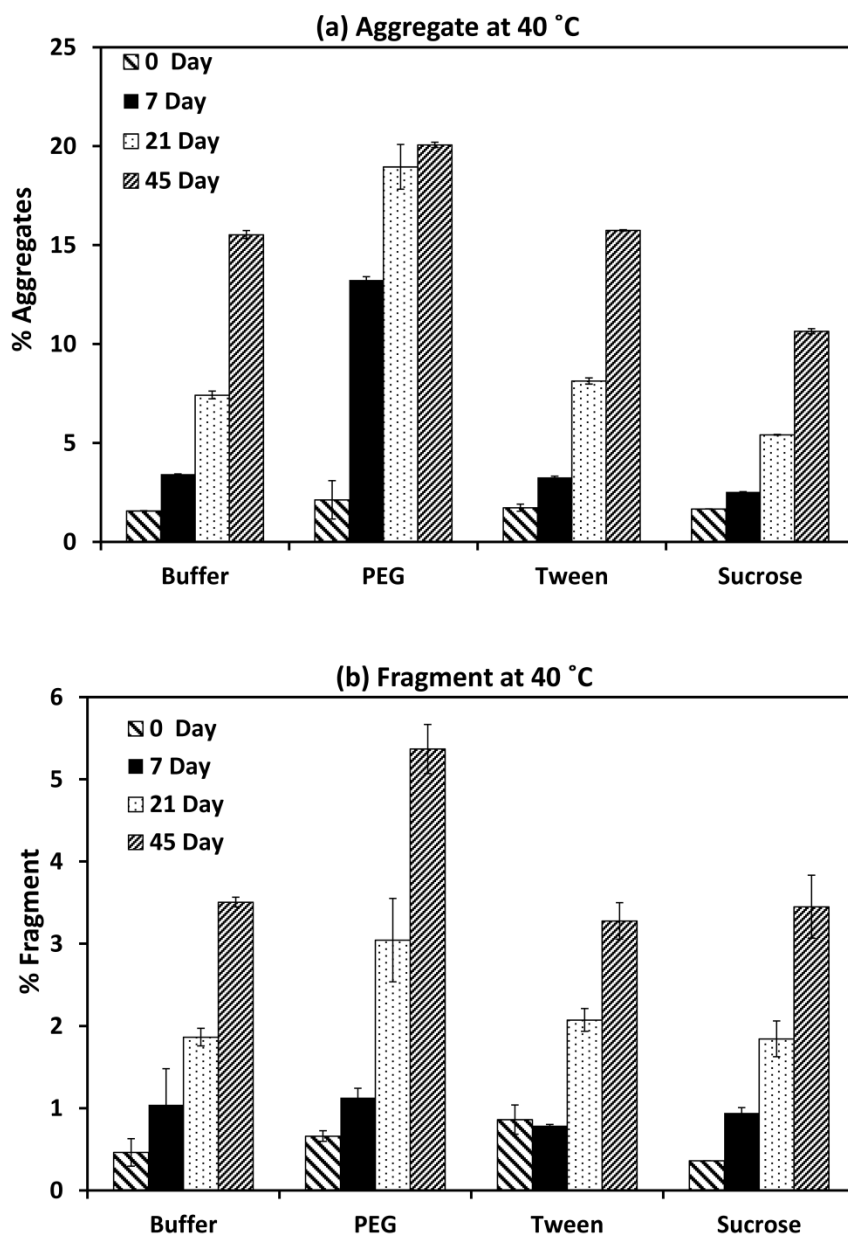 (a) Aggregate at 40 ˚C
25
20
15
10
5
0
% Aggregates
0 Day
7 Day
21 Day
45 Day
Buffer PEG Tween Sucrose
(b) Fragment at 40 ˚C
6
5
4
3
2
1
0
% Fragment
0 Day
7 Day
21 Day
45 Day
Buffer PEG Tween Sucrose